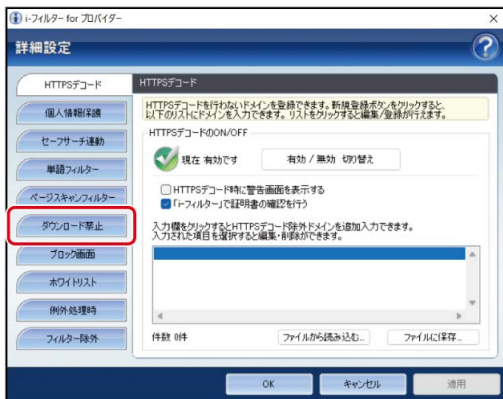 i-フィルター for プロバイダー
詳細設定
HTTPSデコード
個人情報保護
セーフサーチ連動
単語フィルター
ページスキャンフィルター
ダウンロード禁止
ブロック画面
ホワイトリスト
例外処理時
フィルター除外
HTTPSデコード
HTTPSデコードを行わないドメインを登録できます。新規登録ボタンをクリックすると、
以下のリストにドメインを入力できます。リストをクリックすると編集/登録が行えます。
HTTPSデコードのON/OFF
現在 有効です
有効 / 無効 切り替え
HTTPSデコード時に警告画面を表示する
「i-フィルター」で証明書の確認を行う
入力欄をクリックするとHTTPSデコード除外ドメインを追加入力できます。
入力された項目を選択すると編集・削除ができます。
件数 0件
ファイルから読み込む...
ファイルに保存...
OK
キャンセル
適用